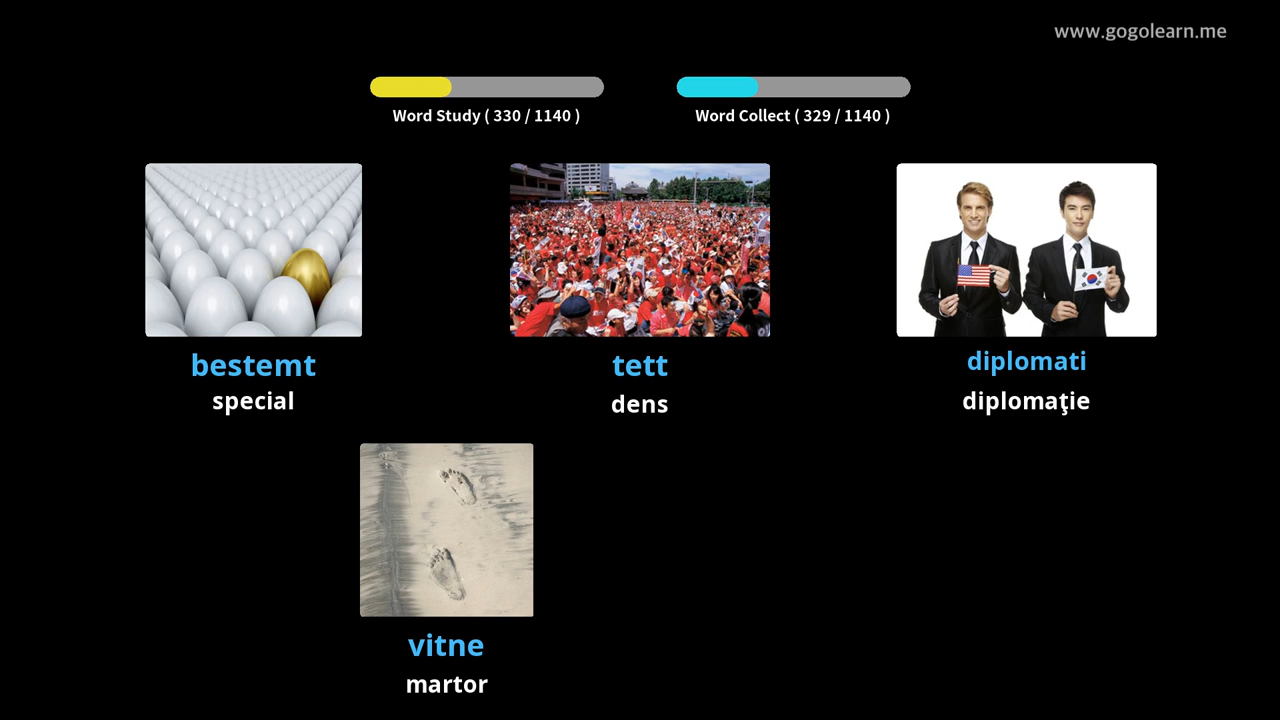 www.gogolearn.me
Word Study ( 330 / 1140 )
Word Collect ( 329 / 1140 )
bestemt
special
tett
dens
diplomati
diplomaţie
vitne
martor